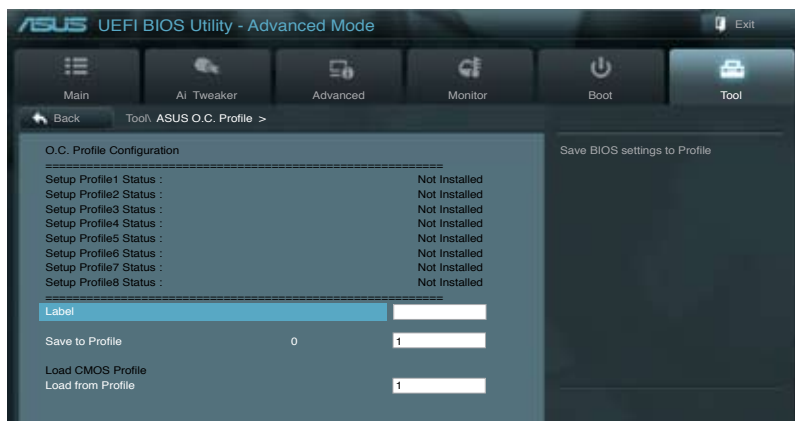 ASUS UEFI BIOS Utility - Advanced Mode
Exit
Main Ai Tweaker Advanced Monitor Boot Tool
Back Tool\ ASUS O.C. Profile >
O.C. Profile Configuration
Save BIOS settings to Profile
============================================================
Setup Profile1 Status : Not Installed
Setup Profile2 Status : Not Installed
Setup Profile3 Status : Not Installed
Setup Profile4 Status : Not Installed
Setup Profile5 Status : Not Installed
Setup Profile6 Status : Not Installed
Setup Profile7 Status : Not Installed
Setup Profile8 Status : Not Installed
============================================================
Label
Save to Profile 0 1
Load CMOS Profile
Load from Profile 1